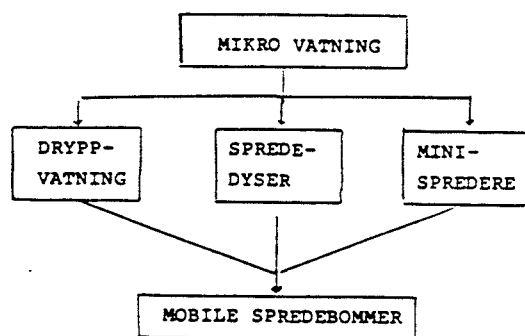 MIKRO VATNING
DRYPP-
VATNING
SPREDE-
DYSER
MINI-
SPREDERE
MOBILE SPREDEBOMMER